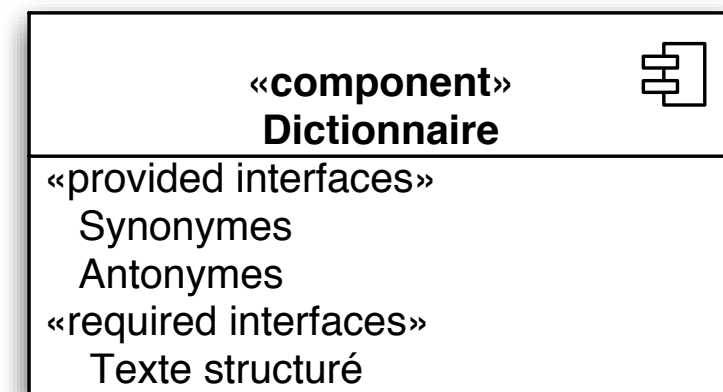 «component»
Dictionnaire
«provided interfaces»
Synonymes
Antonymes
«required interfaces»
Texte structuré